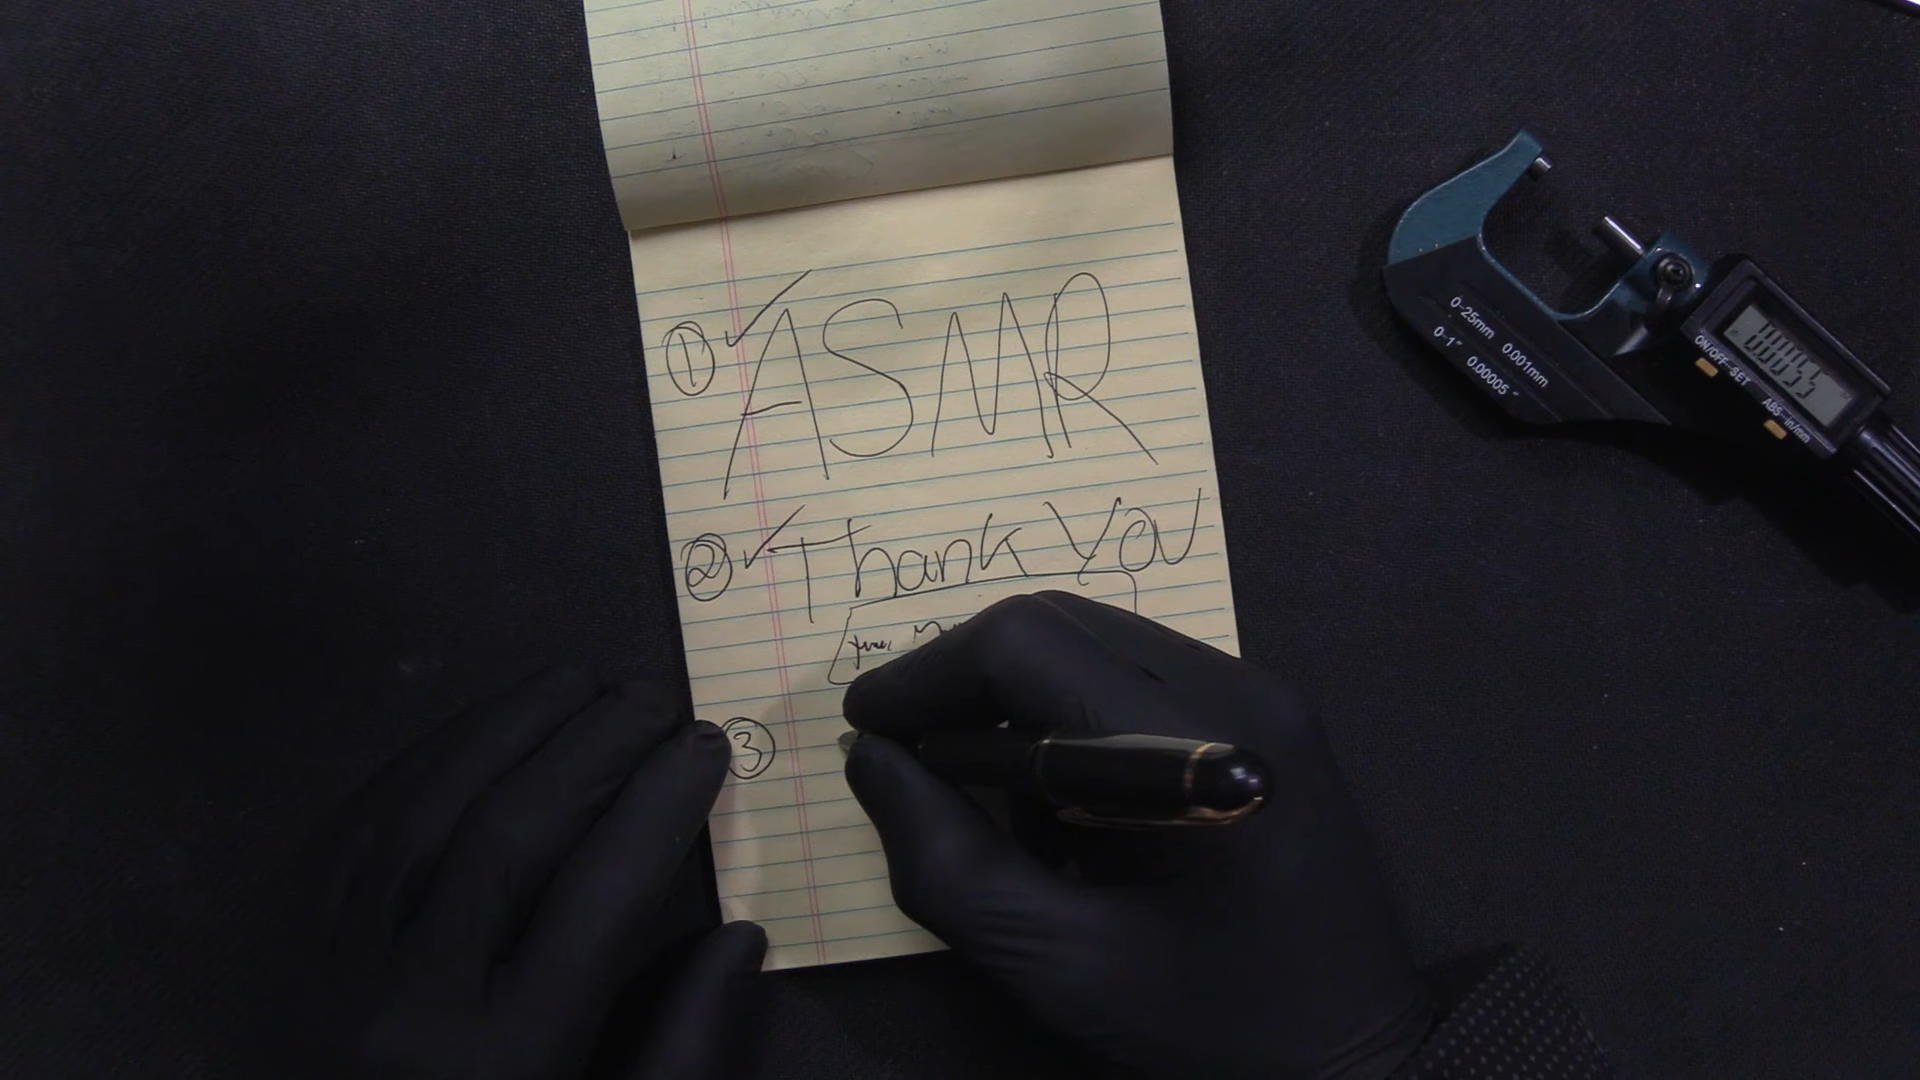 ① ✓ ASMR
② ✓ Thank You
③
0-25mm 0.001mm
0-1" 0.00005"
ON/OFF SET
ABS in/mm